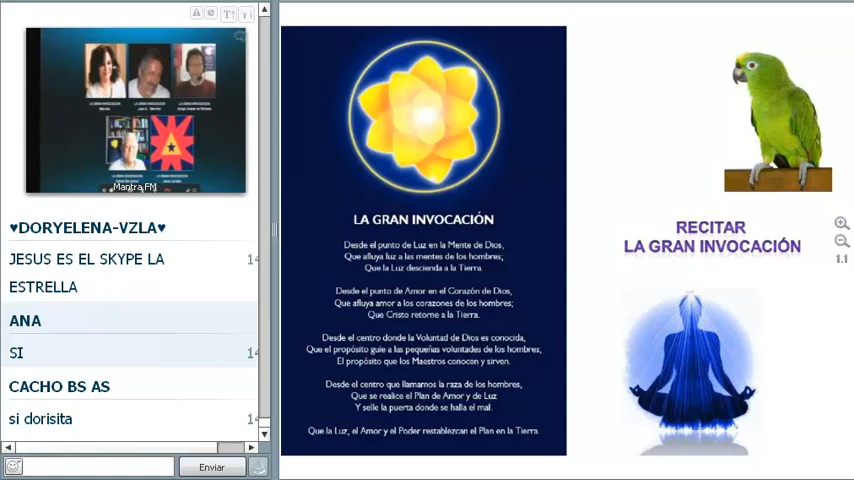 Mantra FM
♥DORYELENA-VZLA♥
JESUS ES EL SKYPE LA
ESTRELLA
14
ANA
SI
14
CACHO BS AS
si dorisita
14
Enviar
LA GRAN INVOCACIÓN
Desde el punto de Luz en la Mente de Dios,
Que afluya luz a las mentes de los hombres;
Que la Luz descienda a la Tierra.
Desde el punto de Amor en el Corazón de Dios,
Que afluya amor a los corazones de los hombres;
Que Cristo retorne a la Tierra.
Desde el centro donde la Voluntad de Dios es conocida,
Que el propósito guíe a las pequeñas voluntades de los hombres;
El propósito que los Maestros conocen y sirven.
Desde el centro que llamamos la raza de los hombres,
Que se realice el Plan de Amor y de Luz
Y selle la puerta donde se halla el mal.
Que la Luz, el Amor y el Poder restablezcan el Plan en la Tierra.
RECITAR
LA GRAN INVOCACIÓN
1.1